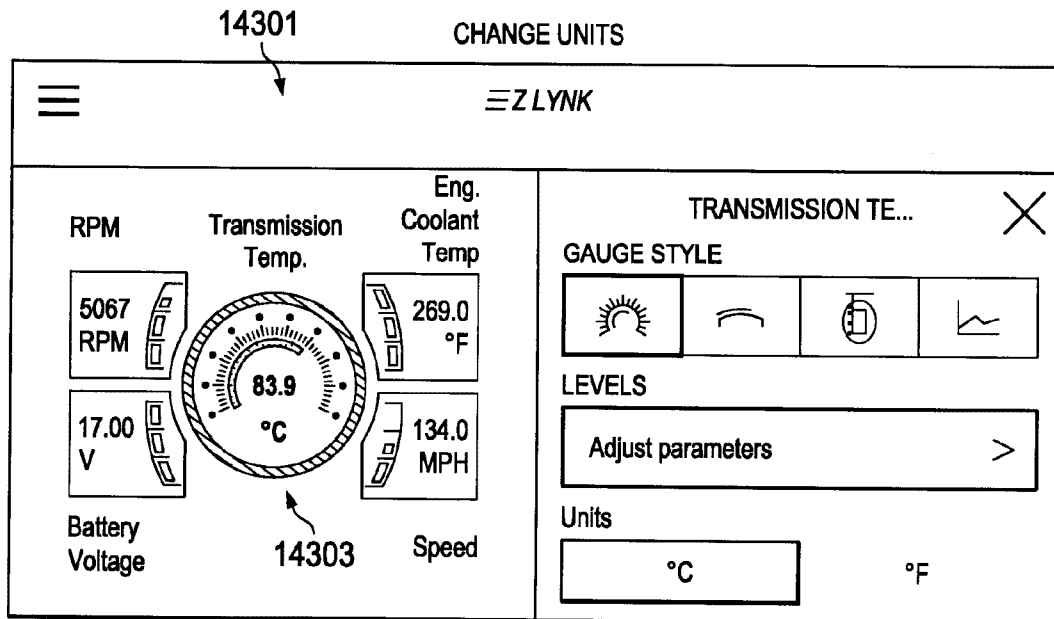 14301
CHANGE UNITS
EZ LYNK
RPM
Transmission
Temp.
Eng.
Coolant
Temp
5067
RPM
83.9
°C
269.0
°F
17.00
V
134.0
MPH
Battery
Voltage
14303
Speed
TRANSMISSION TE...
GAUGE STYLE
LEVELS
Adjust parameters >
Units
°C °F